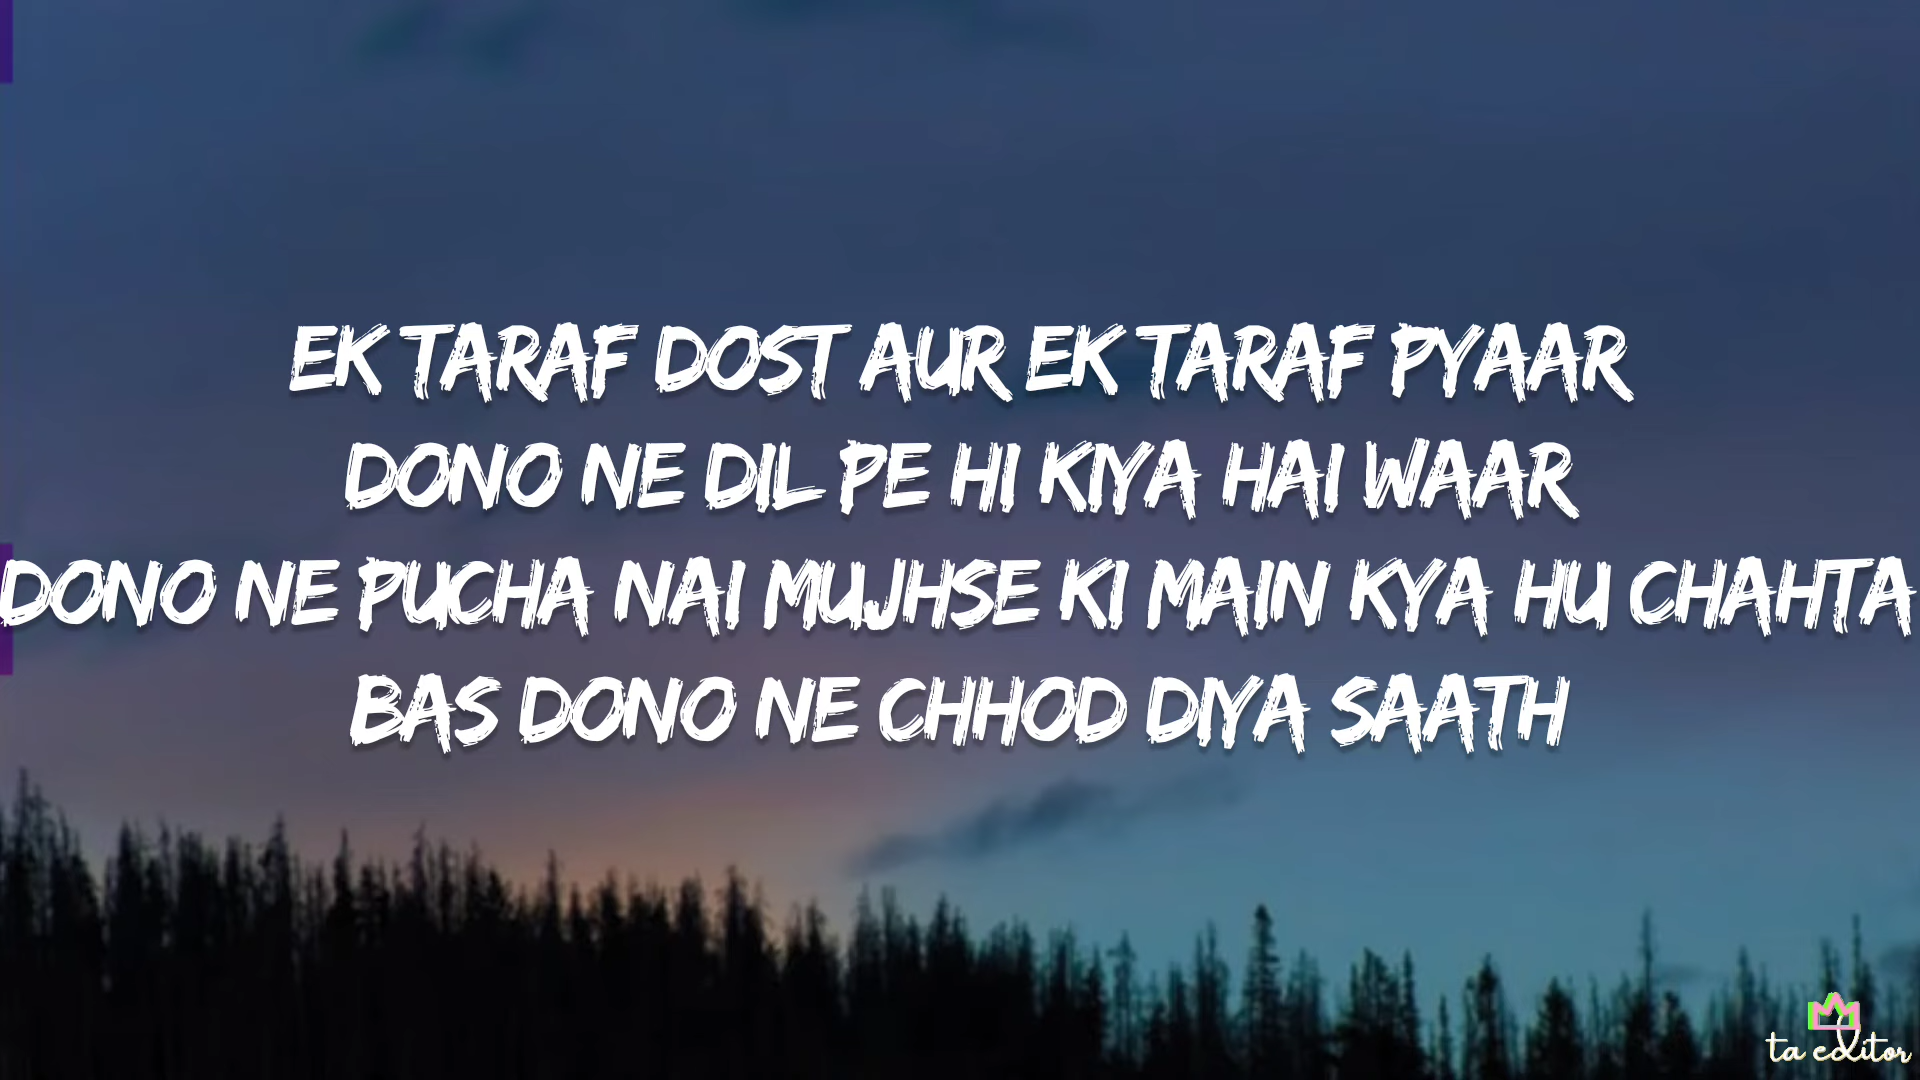 EK TARAF DOST AUR EK TARAF PYAAR
DONO NE DIL PE HI KIYA HAI WAAR
DONO NE PUCHA NAI MUJHSE KI MAIN KYA HU CHAHTA
BAS DONO NE CHHOD DIYA SAATH
ta editor